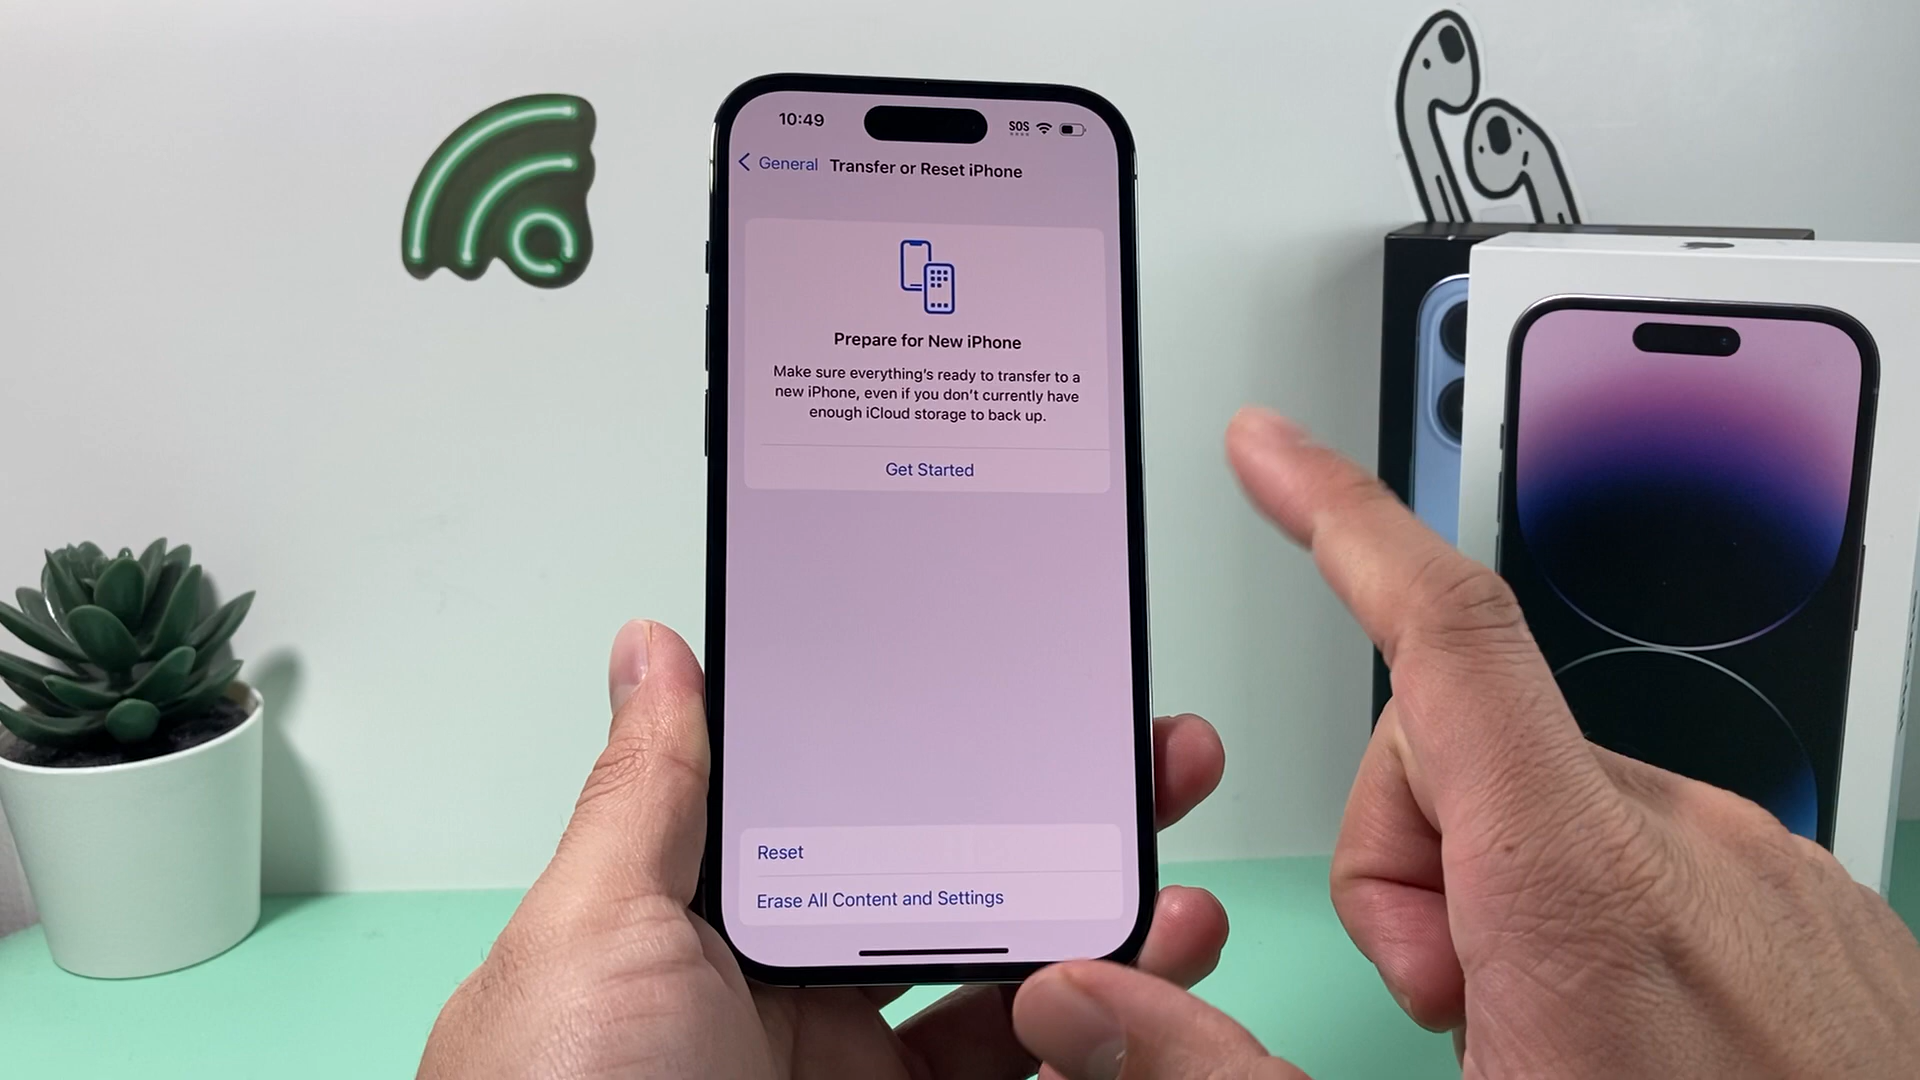 10:49
SOS
General
Transfer or Reset iPhone
Prepare for New iPhone
Make sure everything's ready to transfer to a
new iPhone, even if you don't currently have
enough iCloud storage to back up.
Get Started
Reset
Erase All Content and Settings